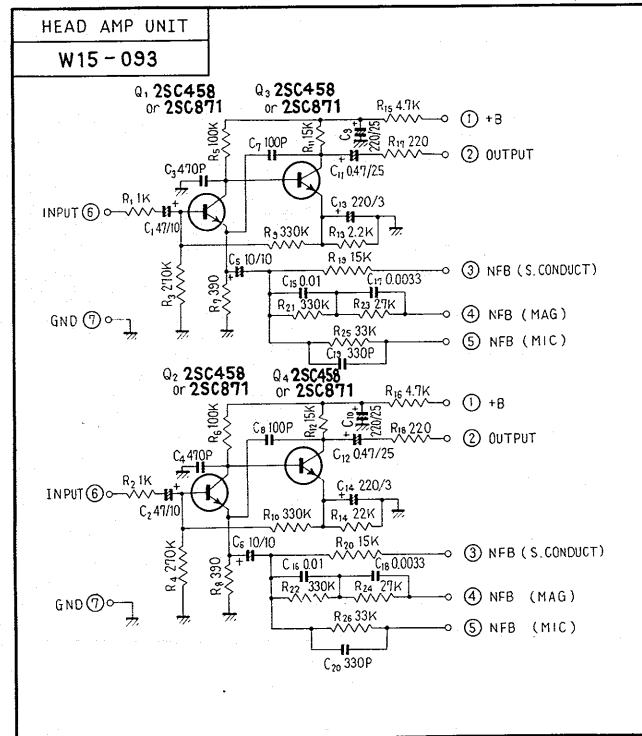 HEAD AMP UNIT
W15-093
Q1 2SC458 or 2SC871
Q3 2SC458 or 2SC871
R15 4.7K
① +B
R5 100K
C7 100P
R11 15K
C9 220/25
R17 220
② OUTPUT
C3 470P
C11 0.47/25
INPUT ⑥
R1 1K
C1 47/10
C13 220/3
R9 330K
R13 2.2K
C5 10/10
R19 15K
③ NFB (S.CONDUCT)
R3 270K
R7 390
C15 0.01
C17 0.0033
R21 330K
R23 27K
④ NFB (MAG)
GND ⑦
R25 33K
⑤ NFB (MIC)
C19 330P
Q2 2SC458 or 2SC871
Q4 2SC458 or 2SC871
R16 4.7K
① +B
R6 100K
C8 100P
R12 15K
C10 220/25
R18 220
② OUTPUT
C4 470P
C12 0.47/25
INPUT ⑥
R2 1K
C2 47/10
C14 220/3
R10 330K
R14 22K
C6 10/10
R20 15K
③ NFB (S.CONDUCT)
R4 270K
R8 390
C16 0.01
C18 0.0033
R22 330K
R24 27K
④ NFB (MAG)
GND ⑦
R26 33K
⑤ NFB (MIC)
C20 330P